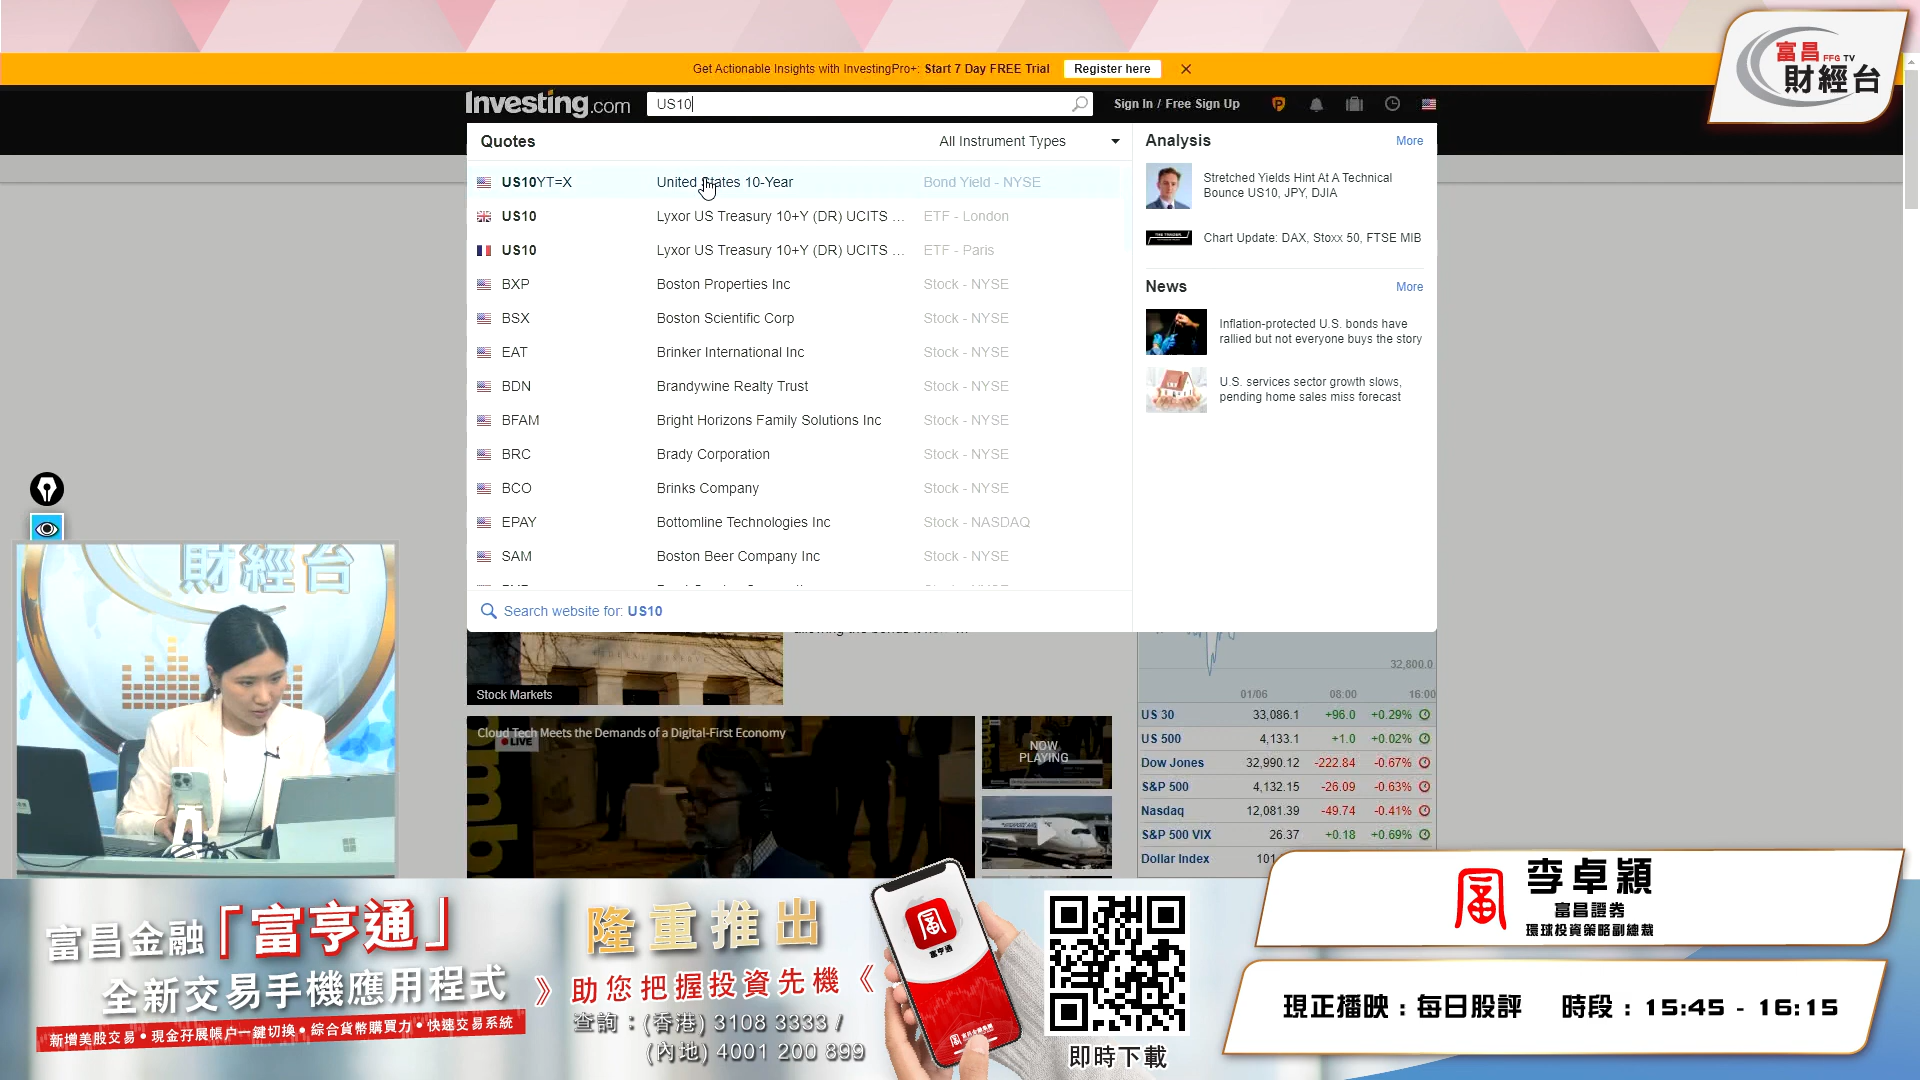 Get Actionable Insights with InvestingPro+: Start 7 Day FREE Trial
Register here
富昌 FFG TV
財經台
Investing.com
US10
Sign In / Free Sign Up
Quotes
All Instrument Types
US10YT=X United States 10-Year Bond Yield - NYSE
US10 Lyxor US Treasury 10+Y (DR) UCITS ... ETF - London
US10 Lyxor US Treasury 10+Y (DR) UCITS ... ETF - Paris
BXP Boston Properties Inc Stock - NYSE
BSX Boston Scientific Corp Stock - NYSE
EAT Brinker International Inc Stock - NYSE
BDN Brandywine Realty Trust Stock - NYSE
BFAM Bright Horizons Family Solutions Inc Stock - NYSE
BRC Brady Corporation Stock - NYSE
BCO Brinks Company Stock - NYSE
EPAY Bottomline Technologies Inc Stock - NASDAQ
SAM Boston Beer Company Inc Stock - NYSE
Search website for: US10
Analysis
More
Stretched Yields Hint At A Technical
Bounce US10, JPY, DJIA
Chart Update: DAX, Stoxx 50, FTSE MIB
News
More
Inflation-protected U.S. bonds have
rallied but not everyone buys the story
U.S. services sector growth slows,
pending home sales miss forecast
Stock Markets
Cloud Tech Meets the Demands of a Digital-First Economy
LIVE
NOW
PLAYING
32,800.0
01/06 08:00 16:00
US 30 33,086.1 +96.0 +0.29%
US 500 4,133.1 +1.0 +0.02%
Dow Jones 32,990.12 -222.84 -0.67%
S&P 500 4,132.15 -26.09 -0.63%
Nasdaq 12,081.39 -49.74 -0.41%
S&P 500 VIX 26.37 +0.18 +0.69%
Dollar Index 101
財經台
富昌金融「富亨通」
全新交易手機應用程式
新增美股交易 • 現金孖展帳户一鍵切換 • 綜合貨幣購買力 • 快速交易系統
隆重推出
》助您把握投資先機《
查詢：(香港) 3108 3333 /
(內地) 4001 200 899
富亨通
即時下載
李卓穎
富昌證券
環球投資策略副總裁
現正播映：每日股評 時段：15:45 - 16:15